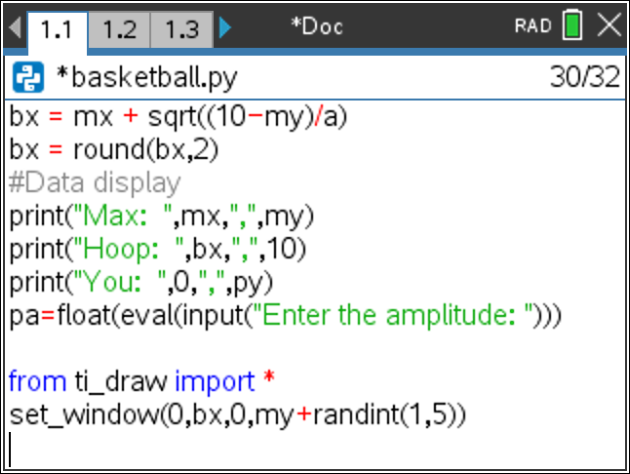 1.1 1.2 1.3 *Doc RAD
*basketball.py 30/32
bx = mx + sqrt((10-my)/a)
bx = round(bx,2)
#Data display
print("Max:  ",mx,",",my)
print("Hoop:  ",bx,",",10)
print("You:  ",0,",",py)
pa=float(eval(input("Enter the amplitude: ")))
from ti_draw import *
set_window(0,bx,0,my+randint(1,5))